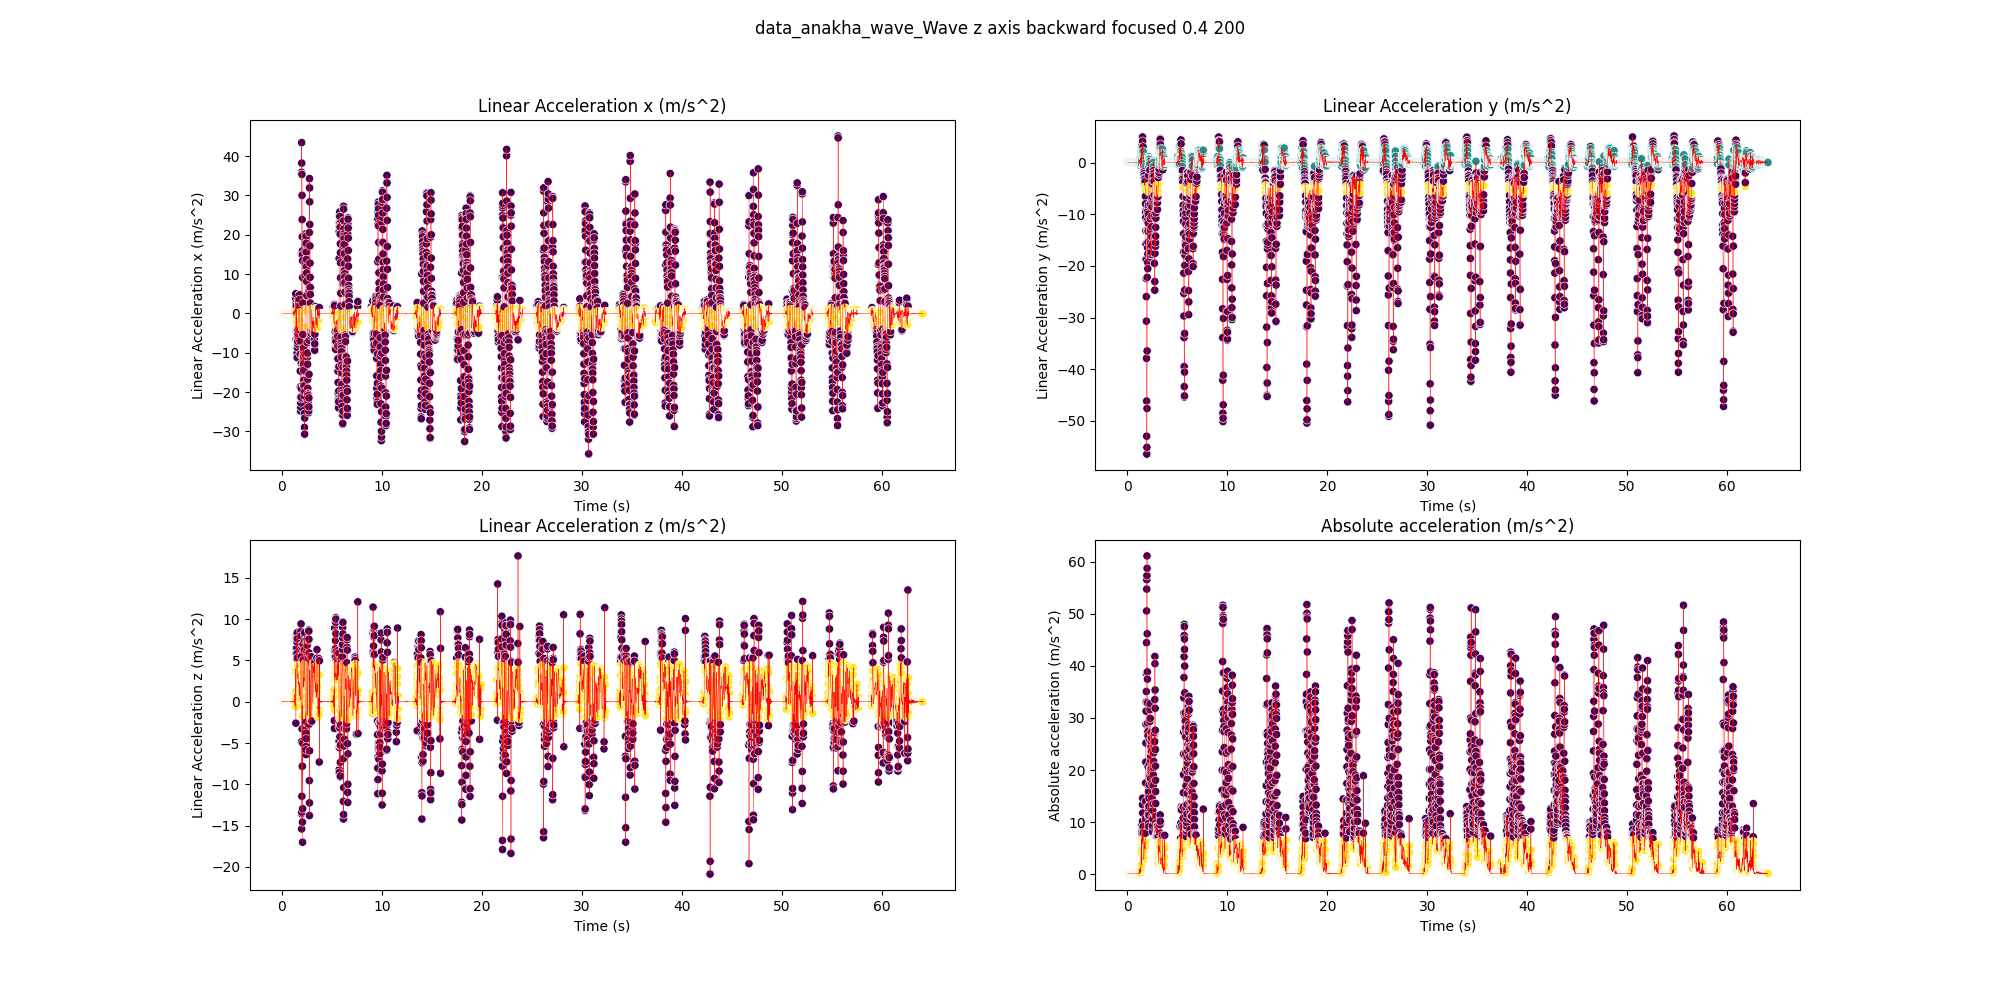 data_anakha_wave_Wave z axis backward focused 0.4 200
Linear Acceleration x (m/s^2)
Linear Acceleration x (m/s^2)
40
30
20
10
0
−10
−20
−30
0 10 20 30 40 50 60
Time (s)
Linear Acceleration y (m/s^2)
Linear Acceleration y (m/s^2)
0
−10
−20
−30
−40
−50
0 10 20 30 40 50 60
Time (s)
Linear Acceleration z (m/s^2)
Linear Acceleration z (m/s^2)
15
10
5
0
−5
−10
−15
−20
0 10 20 30 40 50 60
Time (s)
Absolute acceleration (m/s^2)
Absolute acceleration (m/s^2)
60
50
40
30
20
10
0
0 10 20 30 40 50 60
Time (s)